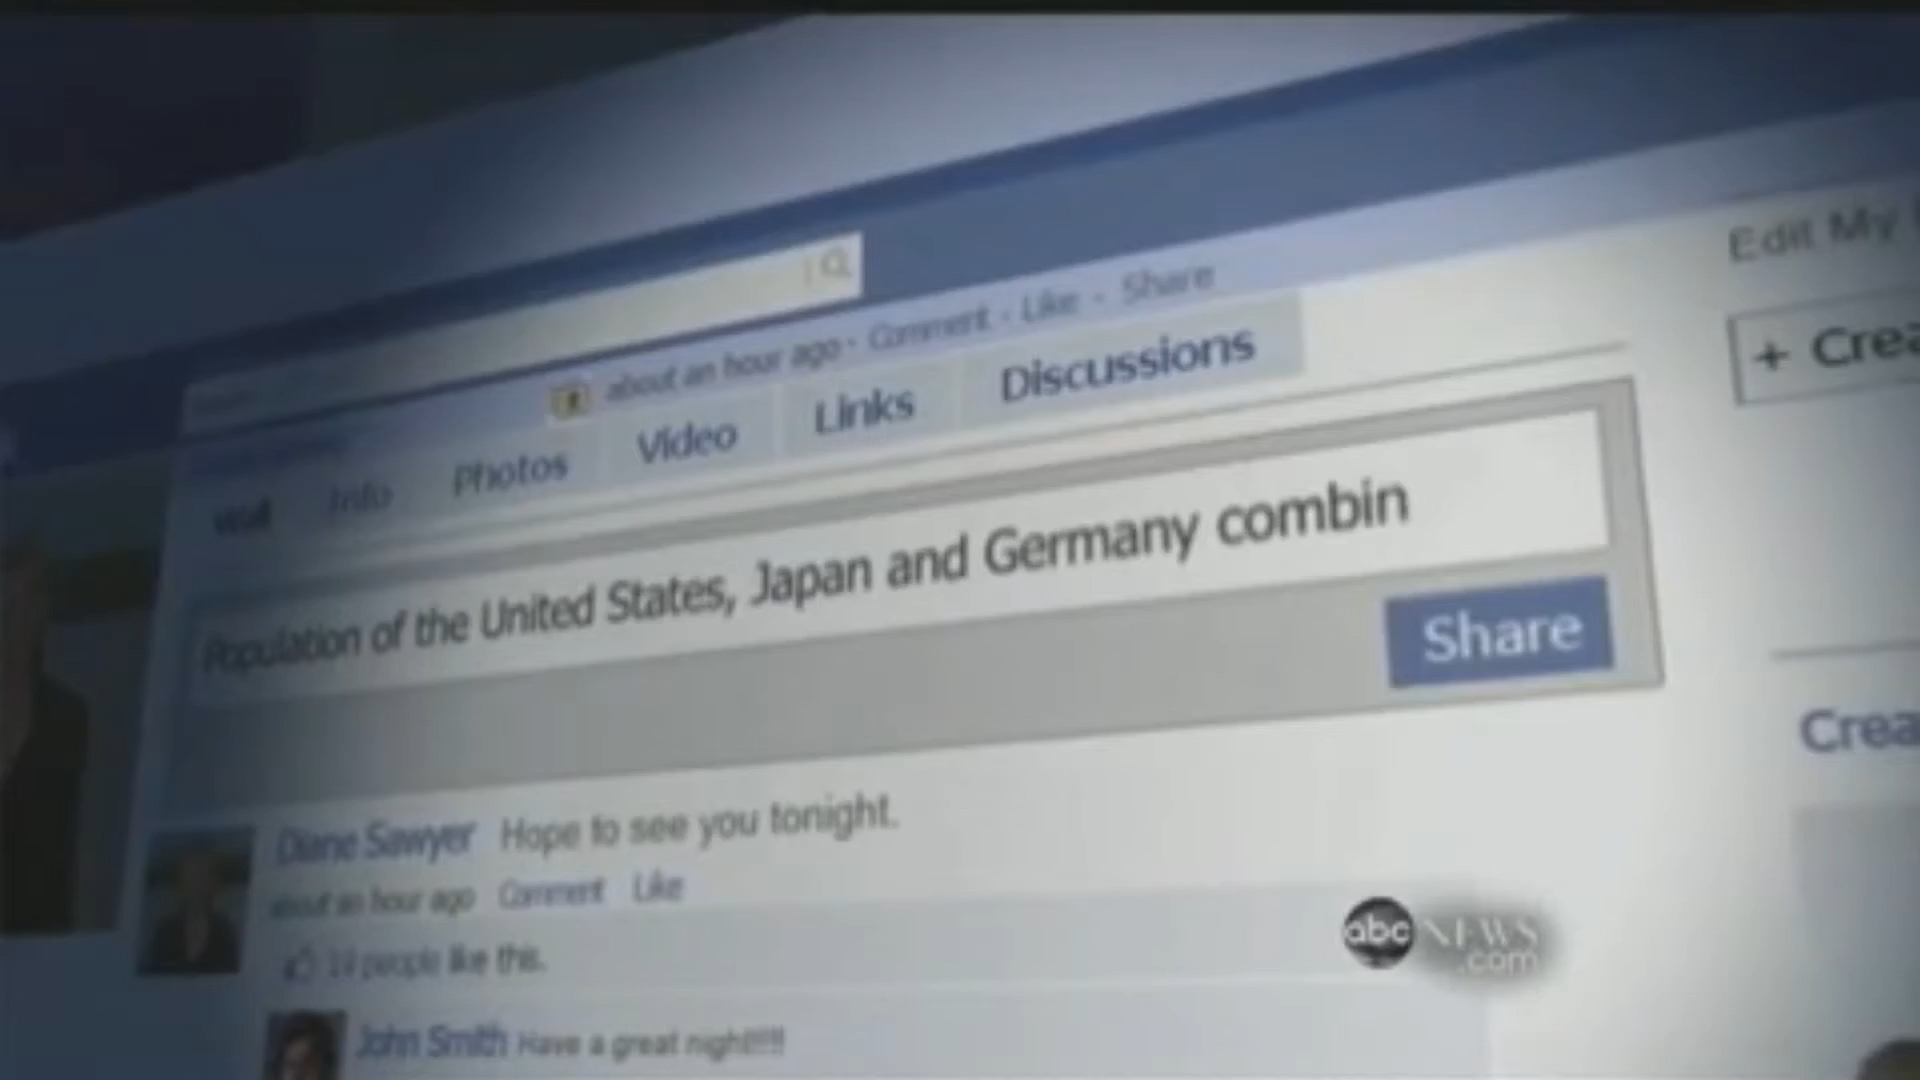 about an hour ago · Comment · Like · Share
Edit My
+ Crea
Wall Info Photos Video Links Discussions
Population of the United States, Japan and Germany combin
Share
Crea
Diane Sawyer Hope to see you tonight.
about an hour ago Comment Like
people like this.
abc NEWS
.com
John Smith Have a great night!!!!!